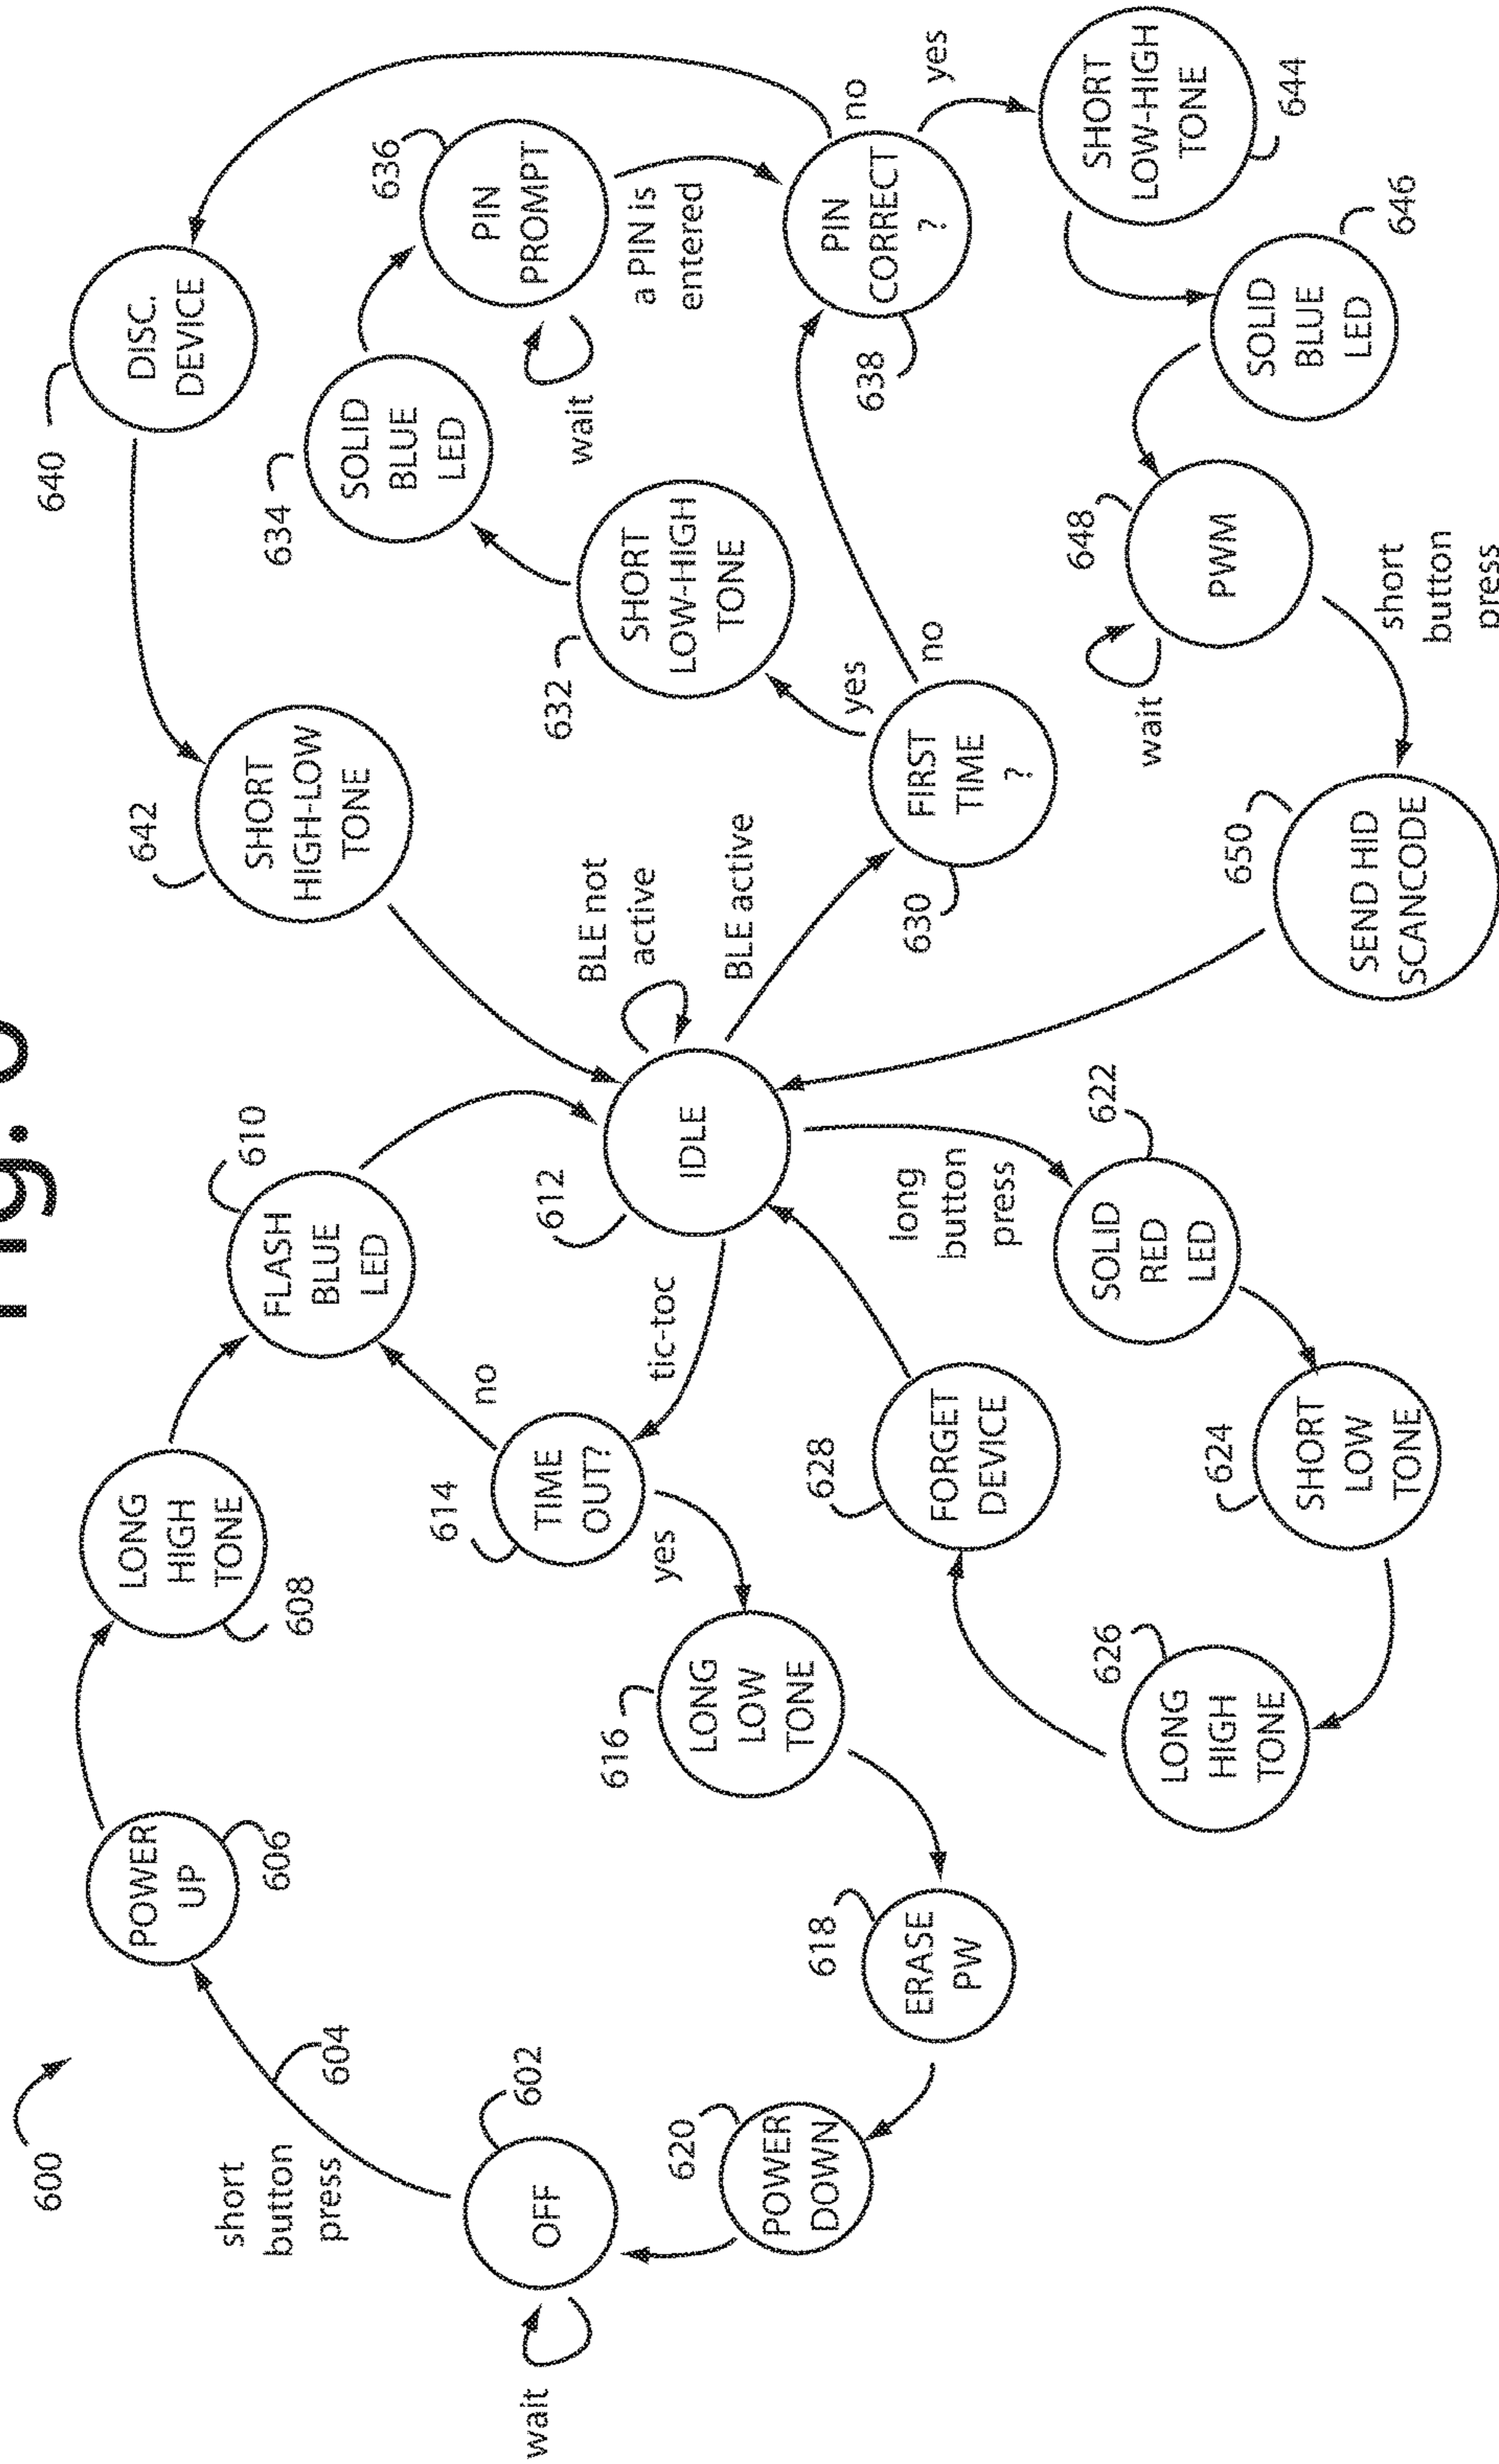 Fig.
600
short
button
press
604
wait
OFF
602
POWER
UP
606
LONG
HIGH
TONE
608
FLASH
BLUE
LED
610
IDLE
612
tic-toc
TIME
OUT?
614
no
yes
LONG
LOW
TONE
616
ERASE
PW
618
POWER
DOWN
620
long
button
press
SOLID
RED
LED
622
SHORT
LOW
TONE
624
LONG
HIGH
TONE
626
FORGET
DEVICE
628
BLE not
active
BLE active
FIRST
TIME
?
630
yes
no
SHORT
LOW-HIGH
TONE
632
SOLID
BLUE
LED
634
PIN
PROMPT
636
wait
a PIN is
entered
PIN
CORRECT
?
638
no
yes
DISC.
DEVICE
640
SHORT
HIGH-LOW
TONE
642
SHORT
LOW-HIGH
TONE
644
SOLID
BLUE
LED
646
PWM
648
wait
short
button
press
SEND HID
SCANCODE
650